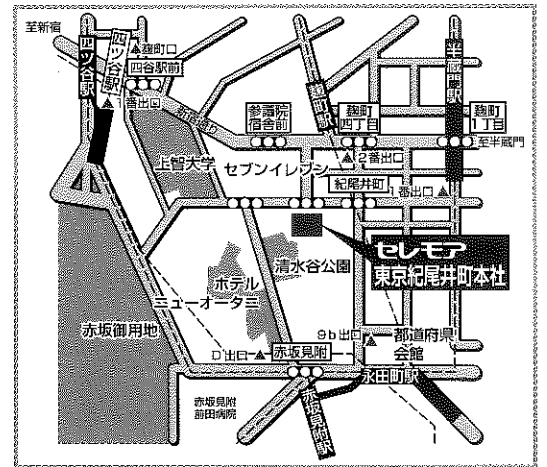 至新宿
四ツ谷駅
四ツ谷駅
麹町口
四谷駅前
1番出口
新宿通り
参議院
宿舎前
麹町駅
麹町
四丁目
半蔵門駅
麹町
1丁目
至半蔵門
上智大学
セブンイレブン
2番出口
紀尾井町
1番出口
セレモア
東京紀尾井町本社
清水谷公園
ホテル
ニューオータニ
赤坂御用地
9b出口
都道府県
会館
D出口
赤坂見附
永田町駅
赤坂見附駅
赤坂見附
前田病院